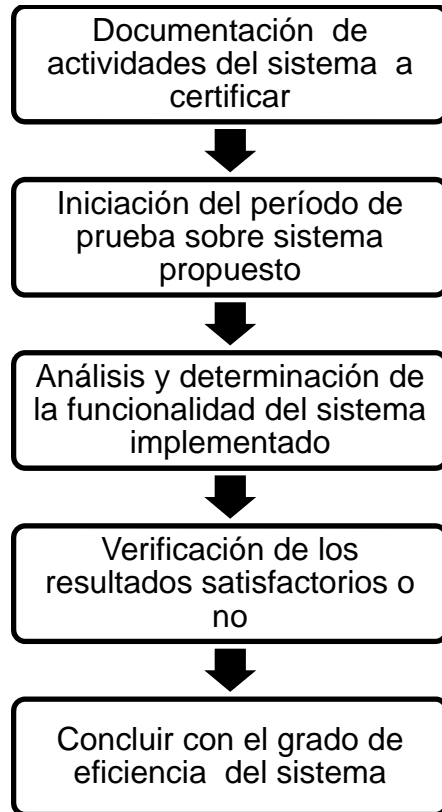 Documentación de
actividades del sistema a
certificar
Iniciación del período de
prueba sobre sistema
propuesto
Análisis y determinación de
la funcionalidad del sistema
implementado
Verificación de los
resultados satisfactorios o
no
Concluir con el grado de
eficiencia del sistema